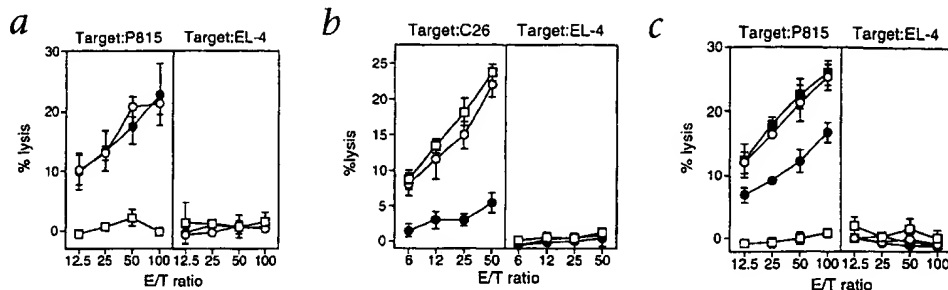 a
Target:P815 Target:EL-4
30
20
10
0
% lysis
12.5 25 50 100 12.5 25 50 100
E/T ratio
b
Target:C26 Target:EL-4
25
20
15
10
5
0
%lysis
6 12 25 50 6 12 25 50
E/T ratio
c
Target:P815 Target:EL-4
30
20
10
0
%lysis
12.5 25 50 100 12.5 25 50 100
E/T ratio